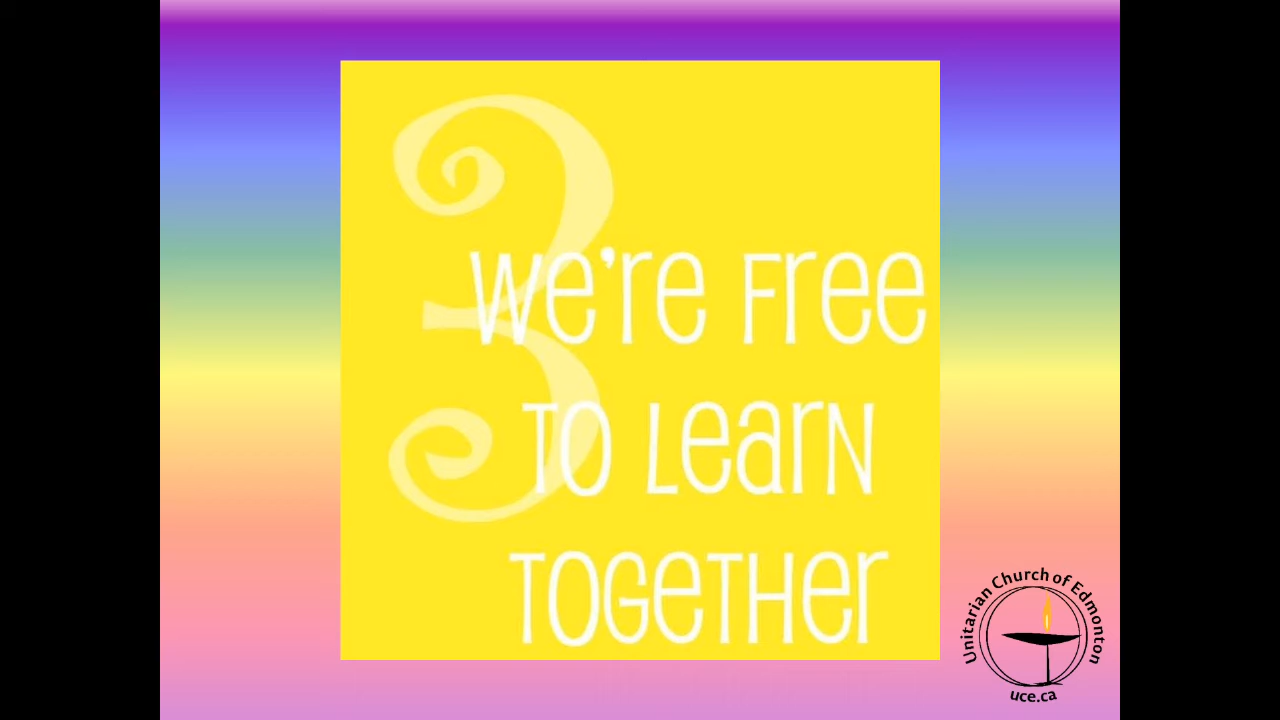 3
We're Free
To Learn
Together
Unitarian Church of Edmonton
uce.ca